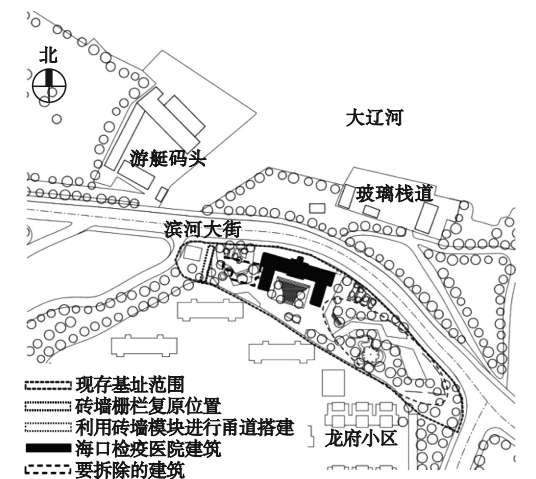 北
大辽河
游艇码头
玻璃栈道
滨河大街
现存基址范围
砖墙栅栏复原位置
利用砖墙模块进行甬道搭建
海口检疫医院建筑
要拆除的建筑
龙府小区